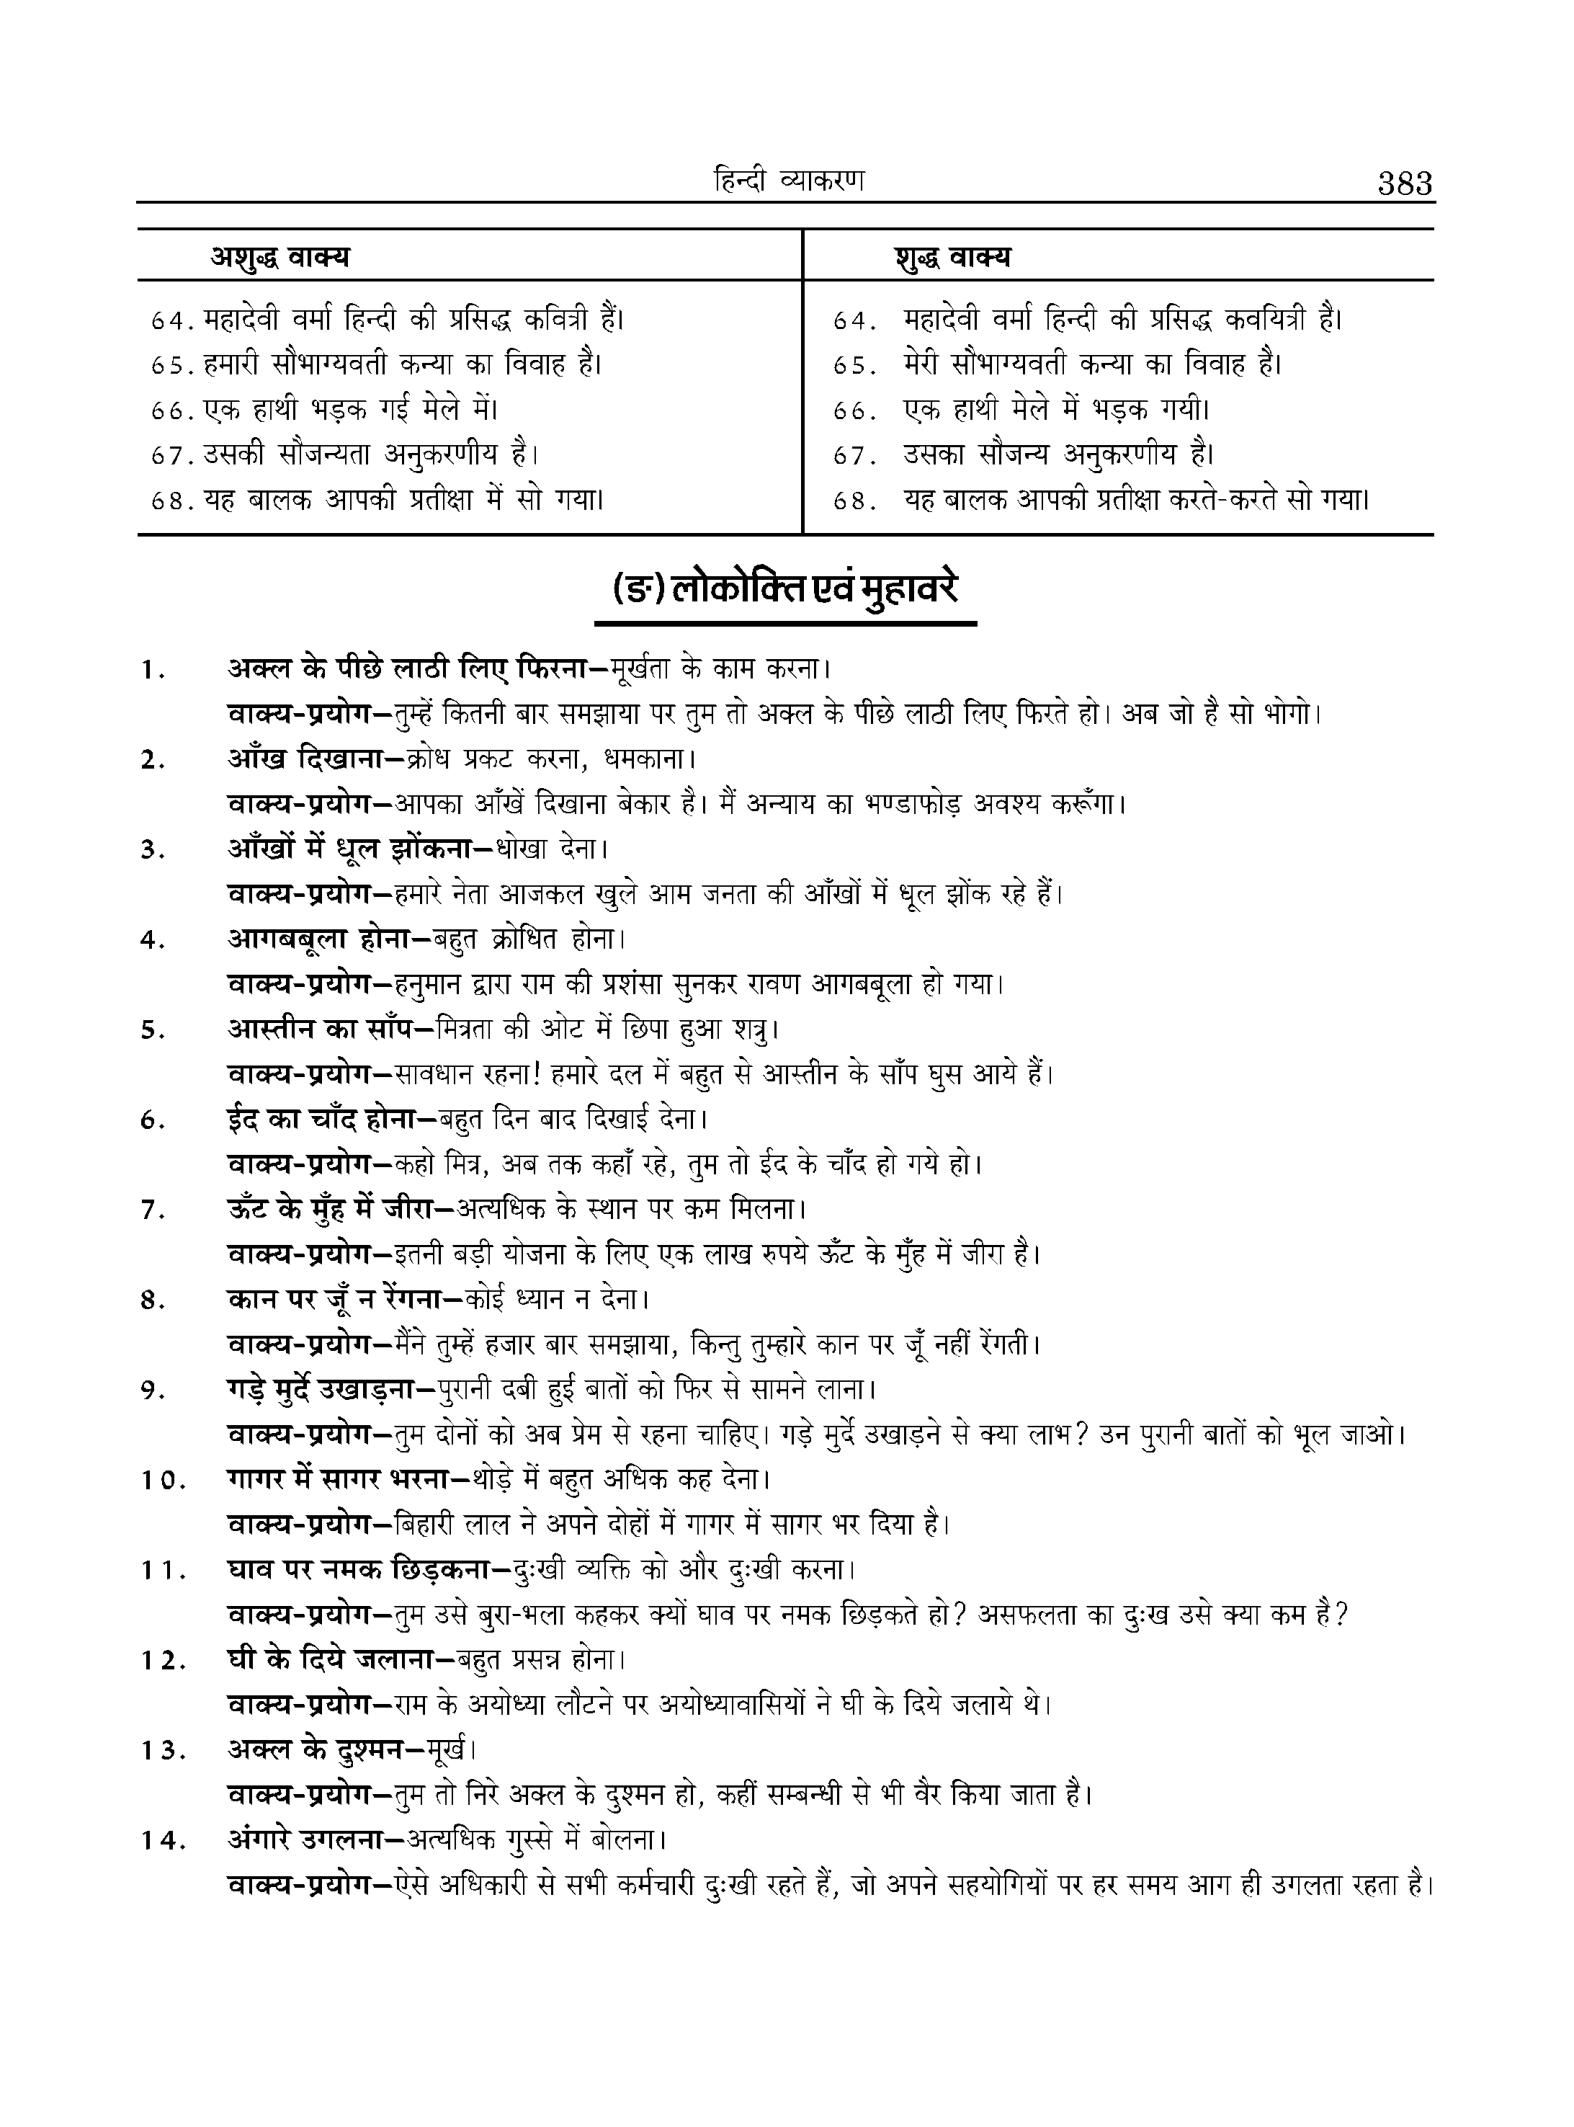 हिन्दी व्याकरण 383
अशुद्ध वाक्य शुद्ध वाक्य
64. महादेवी वर्मा हिन्दी की प्रसिद्ध कवित्री हैं। 64. महादेवी वर्मा हिन्दी की प्रसिद्ध कवयित्री है।
65. हमारी सौभाग्यवती कन्या का विवाह है। 65. मेरी सौभाग्यवती कन्या का विवाह है।
66. एक हाथी भड़क गई मेले में। 66. एक हाथी मेले में भड़क गयी।
67. उसकी सौजन्यता अनुकरणीय है। 67. उसका सौजन्य अनुकरणीय है।
68. यह बालक आपकी प्रतीक्षा में सो गया। 68. यह बालक आपकी प्रतीक्षा करते-करते सो गया।
(ङ) लोकोक्ति एवं मुहावरे
1. अक्ल के पीछे लाठी लिए फिरना—मूर्खता के काम करना।
वाक्य-प्रयोग—तुम्हें कितनी बार समझाया पर तुम तो अक्ल के पीछे लाठी लिए फिरते हो। अब जो है सो भोगो।
2. आँख दिखाना—क्रोध प्रकट करना, धमकाना।
वाक्य-प्रयोग—आपका आँखें दिखाना बेकार है। मैं अन्याय का भण्डाफोड़ अवश्य करूँगा।
3. आँखों में धूल झोंकना—धोखा देना।
वाक्य-प्रयोग—हमारे नेता आजकल खुले आम जनता की आँखों में धूल झोंक रहे हैं।
4. आगबबूला होना—बहुत क्रोधित होना।
वाक्य-प्रयोग—हनुमान द्वारा राम की प्रशंसा सुनकर रावण आगबबूला हो गया।
5. आस्तीन का साँप—मित्रता की ओट में छिपा हुआ शत्रु।
वाक्य-प्रयोग—सावधान रहना! हमारे दल में बहुत से आस्तीन के साँप घुस आये हैं।
6. ईद का चाँद होना—बहुत दिन बाद दिखाई देना।
वाक्य-प्रयोग—कहो मित्र, अब तक कहाँ रहे, तुम तो ईद के चाँद हो गये हो।
7. ऊँट के मुँह में जीरा—अत्यधिक के स्थान पर कम मिलना।
वाक्य-प्रयोग—इतनी बड़ी योजना के लिए एक लाख रुपये ऊँट के मुँह में जीरा है।
8. कान पर जूँ न रेंगना—कोई ध्यान न देना।
वाक्य-प्रयोग—मैंने तुम्हें हजार बार समझाया, किन्तु तुम्हारे कान पर जूँ नहीं रेंगती।
9. गड़े मुर्दे उखाड़ना—पुरानी दबी हुई बातों को फिर से सामने लाना।
वाक्य-प्रयोग—तुम दोनों को अब प्रेम से रहना चाहिए। गड़े मुर्दे उखाड़ने से क्या लाभ? उन पुरानी बातों को भूल जाओ।
10. गागर में सागर भरना—थोड़े में बहुत अधिक कह देना।
वाक्य-प्रयोग—बिहारी लाल ने अपने दोहों में गागर में सागर भर दिया है।
11. घाव पर नमक छिड़कना—दुःखी व्यक्ति को और दुःखी करना।
वाक्य-प्रयोग—तुम उसे बुरा-भला कहकर क्यों घाव पर नमक छिड़कते हो? असफलता का दुःख उसे क्या कम है?
12. घी के दिये जलाना—बहुत प्रसन्न होना।
वाक्य-प्रयोग—राम के अयोध्या लौटने पर अयोध्यावासियों ने घी के दिये जलाये थे।
13. अक्ल के दुश्मन—मूर्ख।
वाक्य-प्रयोग—तुम तो निरे अक्ल के दुश्मन हो, कहीं सम्बन्धी से भी वैर किया जाता है।
14. अंगारे उगलना—अत्यधिक गुस्से में बोलना।
वाक्य-प्रयोग—ऐसे अधिकारी से सभी कर्मचारी दुःखी रहते हैं, जो अपने सहयोगियों पर हर समय आग ही उगलता रहता है।